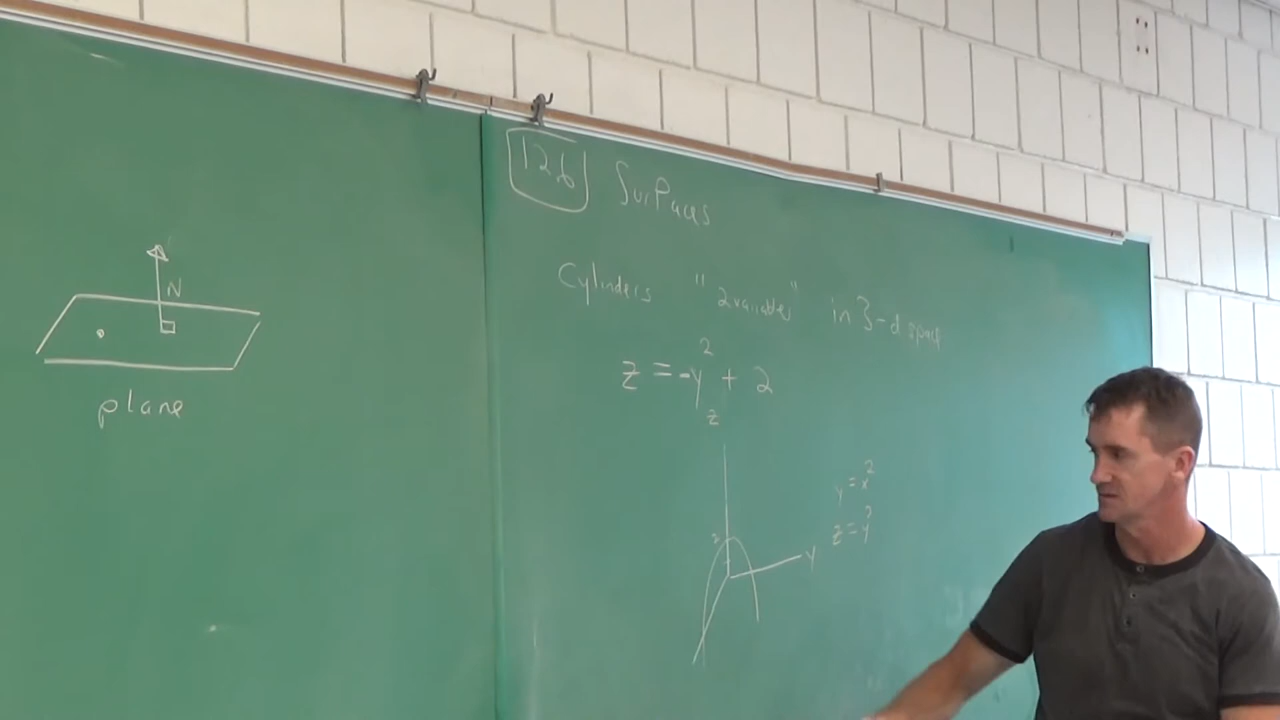 N
plane
12.6 Surfaces
Cylinders "2 variables" in 3-d space
z = -y² + 2
z
y = x²
z = y²
2
y